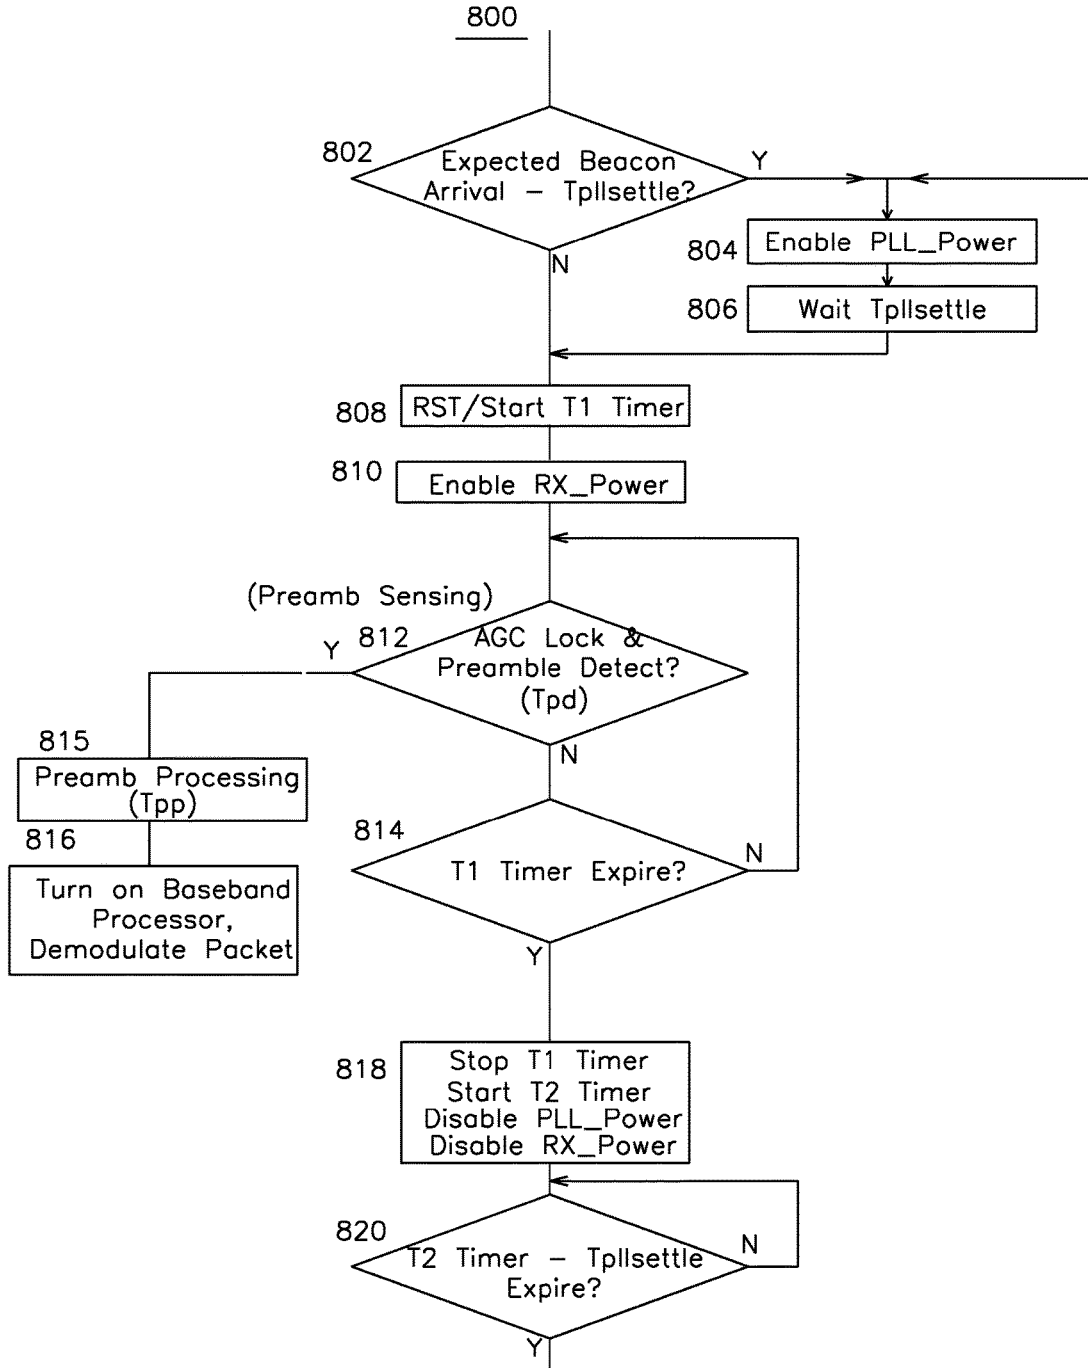 800
802
Expected Beacon
Arrival - Tpllsettle?
Y
N
804
Enable PLL_Power
806
Wait Tpllsettle
808
RST/Start T1 Timer
810
Enable RX_Power
(Preamb Sensing)
812
AGC Lock &
Preamble Detect?
(Tpd)
Y
N
815
Preamb Processing
(Tpp)
816
Turn on Baseband
Processor,
Demodulate Packet
814
T1 Timer Expire?
N
Y
818
Stop T1 Timer
Start T2 Timer
Disable PLL_Power
Disable RX_Power
820
T2 Timer - Tpllsettle
Expire?
N
Y